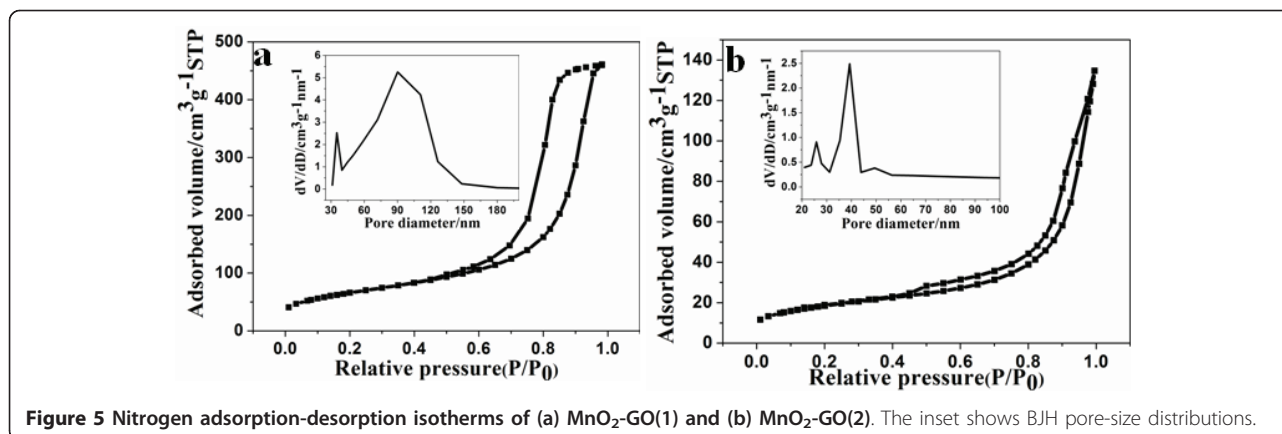 a
500
400
300
200
100
0
Adsorbed volume/cm³g⁻¹STP
0.0 0.2 0.4 0.6 0.8 1.0
Relative pressure(P/P₀)
6
5
4
3
2
1
0
dV/dD/cm³g⁻¹nm⁻¹
30 60 90 120 150 180
Pore diameter/nm
b
140
120
100
80
60
40
20
0
Adsorbed volume/cm³g⁻¹STP
0.0 0.2 0.4 0.6 0.8 1.0
Relative pressure(P/P₀)
2.5
2.0
1.5
1.0
0.5
0.0
dV/dD/cm³g⁻¹nm⁻¹
20 30 40 50 60 70 80 90 100
Pore diameter/nm
Figure 5 Nitrogen adsorption-desorption isotherms of (a) MnO₂-GO(1) and (b) MnO₂-GO(2). The inset shows BJH pore-size distributions.